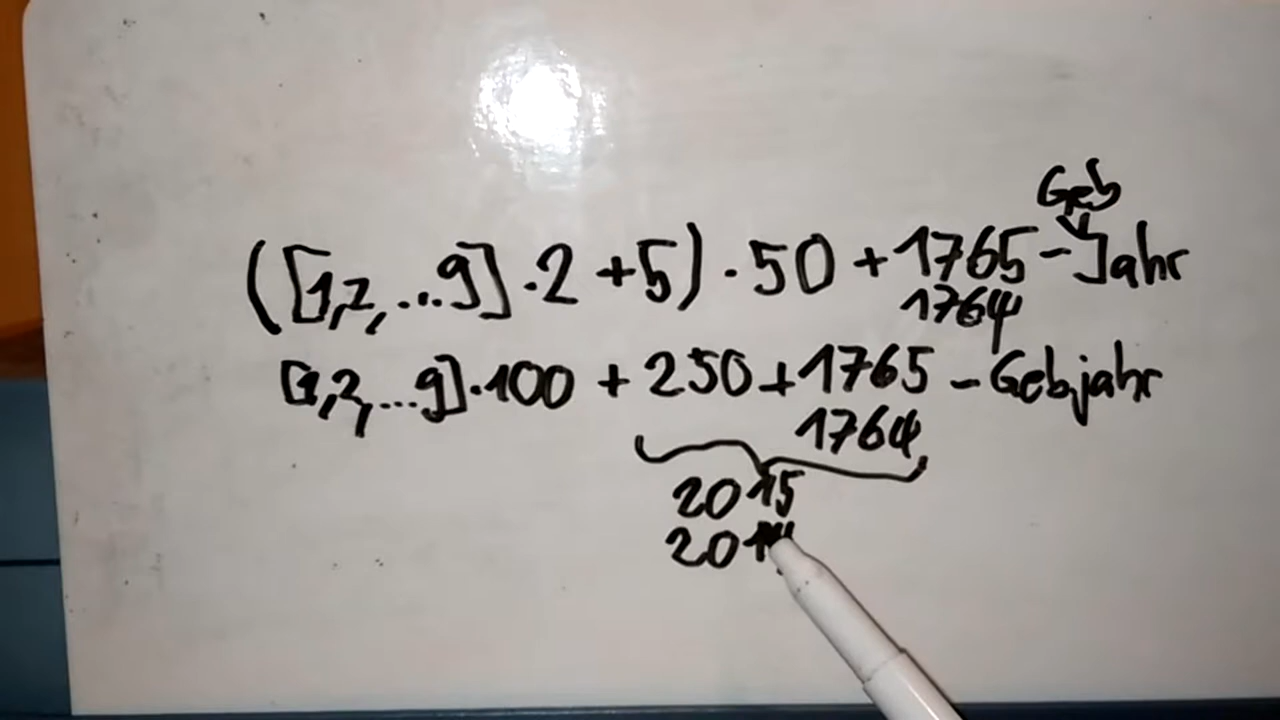 Geb
([1,2,...9]·2+5)·50+1765-Jahr
1764
[1,2,...9]·100+250+1765-Gebjahr
1764
2015
2014